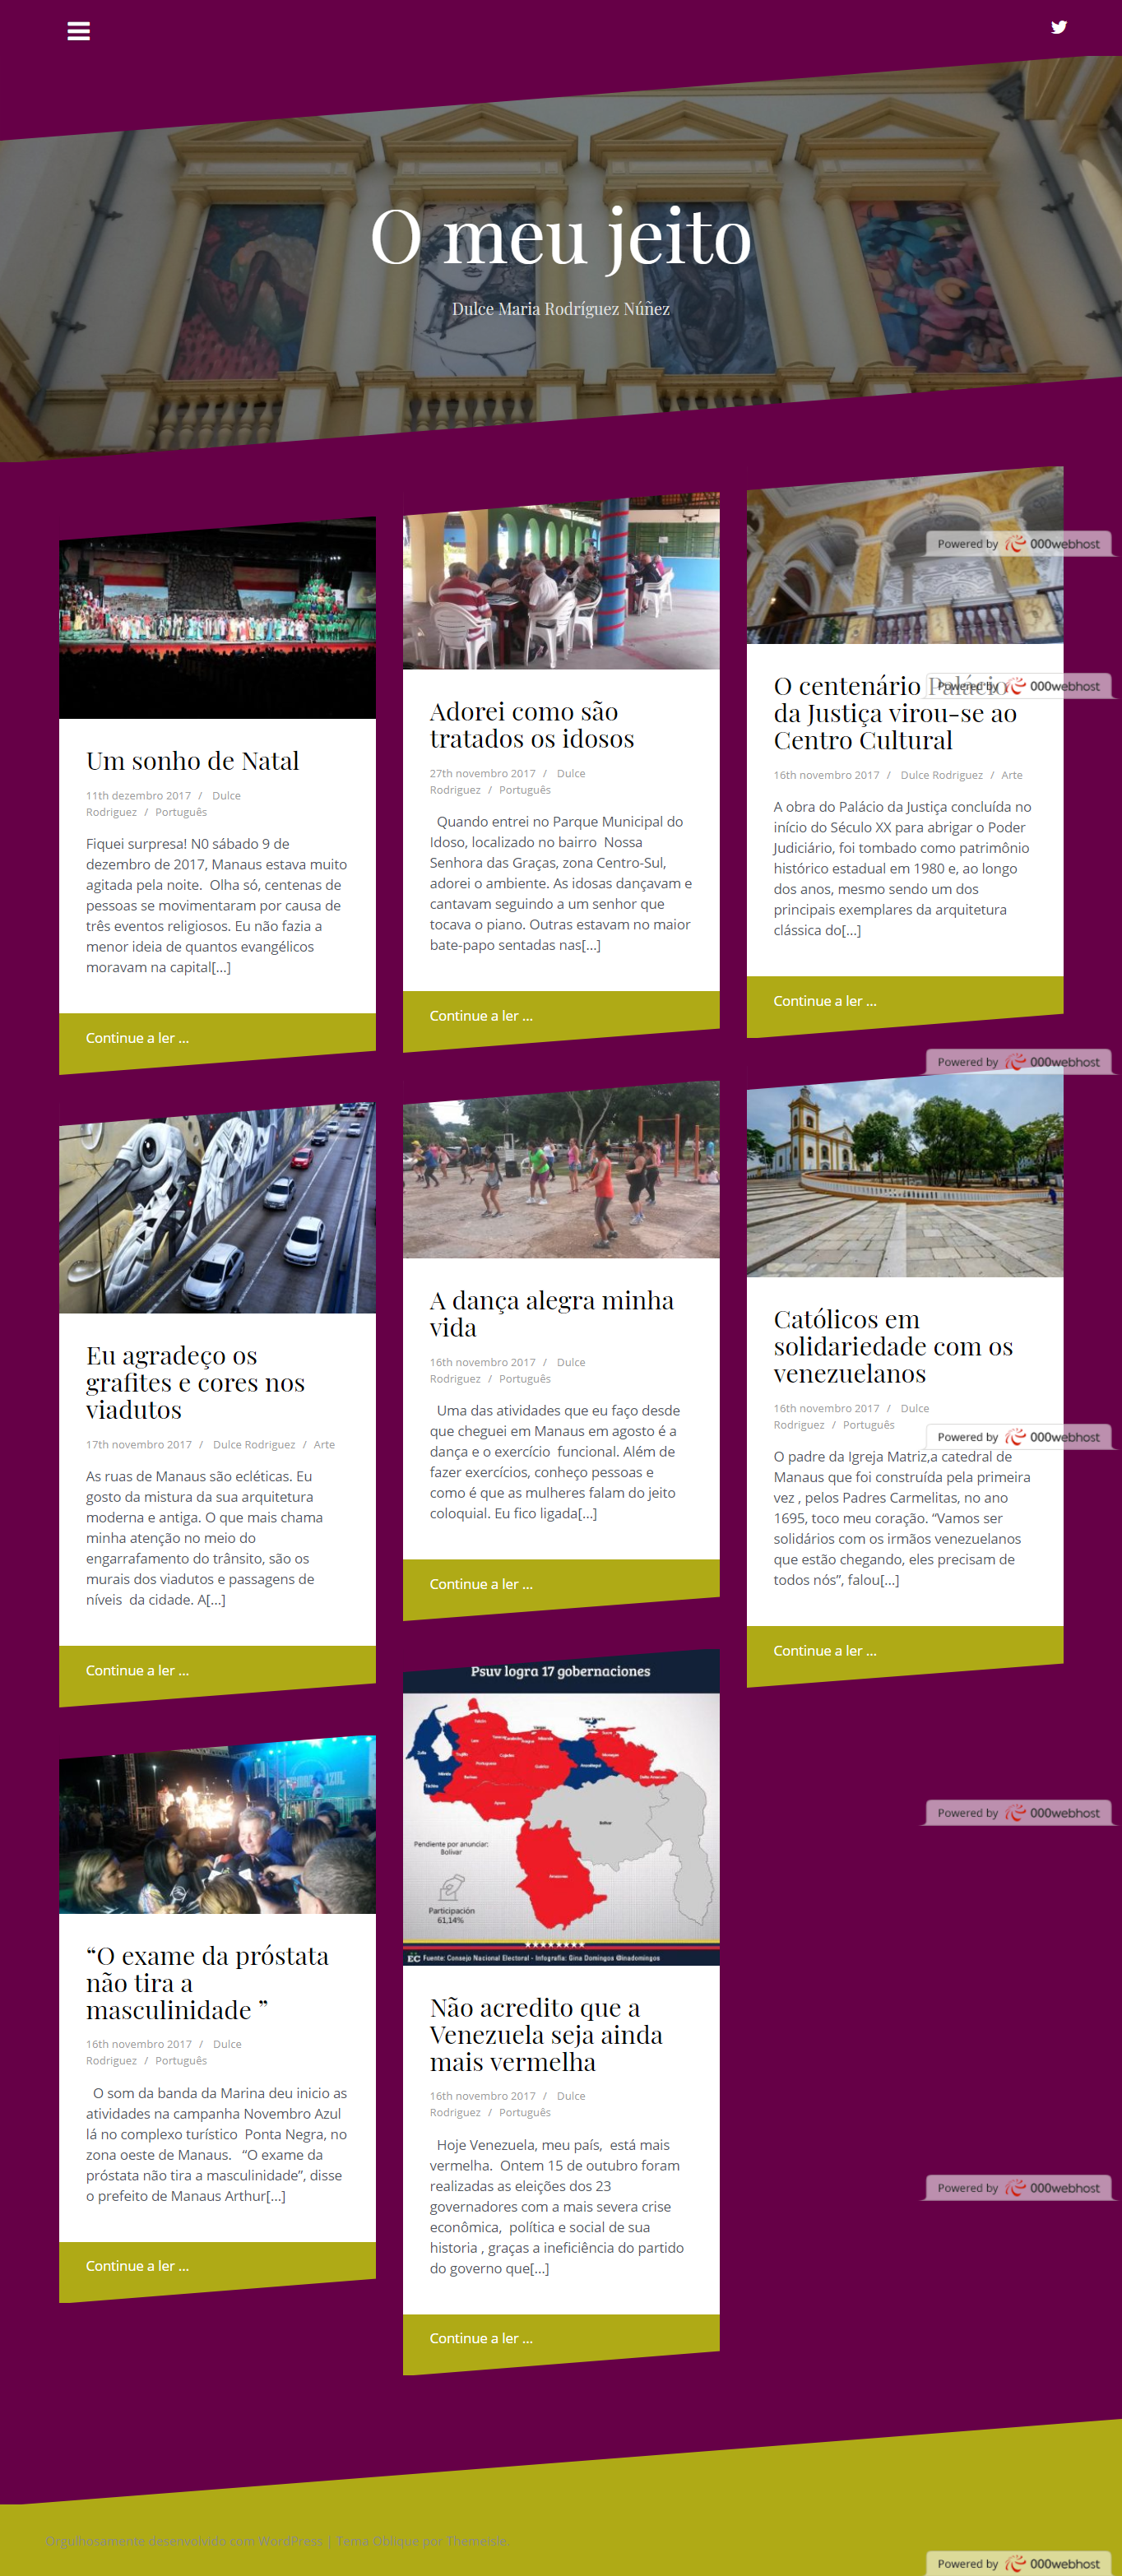 O meu jeito
Dulce Maria Rodríguez Núñez
Um sonho de Natal
11th dezembro 2017 / Dulce
Rodriguez / Português
Fiquei surpresa! N0 sábado 9 de
dezembro de 2017, Manaus estava muito
agitada pela noite. Olha só, centenas de
pessoas se movimentaram por causa de
três eventos religiosos. Eu não fazia a
menor ideia de quantos evangélicos
moravam na capital[...]
Continue a ler ...
Adorei como são
tratados os idosos
27th novembro 2017 / Dulce
Rodriguez / Português
Quando entrei no Parque Municipal do
Idoso, localizado no bairro Nossa
Senhora das Graças, zona Centro-Sul,
adorei o ambiente. As idosas dançavam e
cantavam seguindo a um senhor que
tocava o piano. Outras estavam no maior
bate-papo sentadas nas[...]
Continue a ler ...
Powered by 000webhost
O centenário Palácio
Powered by 000webhost
da Justiça virou-se ao
Centro Cultural
16th novembro 2017 / Dulce Rodriguez / Arte
A obra do Palácio da Justiça concluída no
início do Século XX para abrigar o Poder
Judiciário, foi tombado como patrimônio
histórico estadual em 1980 e, ao longo
dos anos, mesmo sendo um dos
principais exemplares da arquitetura
clássica do[...]
Continue a ler ...
Powered by 000webhost
Eu agradeço os
grafites e cores nos
viadutos
17th novembro 2017 / Dulce Rodriguez / Arte
As ruas de Manaus são ecléticas. Eu
gosto da mistura da sua arquitetura
moderna e antiga. O que mais chama
minha atenção no meio do
engarrafamento do trânsito, são os
murais dos viadutos e passagens de
níveis da cidade. A[...]
Continue a ler ...
A dança alegra minha
vida
16th novembro 2017 / Dulce
Rodriguez / Português
Uma das atividades que eu faço desde
que cheguei em Manaus em agosto é a
dança e o exercício funcional. Além de
fazer exercícios, conheço pessoas e
como é que as mulheres falam do jeito
coloquial. Eu fico ligada[...]
Continue a ler ...
Católicos em
solidariedade com os
venezuelanos
16th novembro 2017 / Dulce
Rodriguez / Português
Powered by 000webhost
O padre da Igreja Matriz,a catedral de
Manaus que foi construída pela primeira
vez , pelos Padres Carmelitas, no ano
1695, toco meu coração. “Vamos ser
solidários com os irmãos venezuelanos
que estão chegando, eles precisam de
todos nós”, falou[...]
Continue a ler ...
Powered by 000webhost
“O exame da próstata
não tira a
masculinidade ”
16th novembro 2017 / Dulce
Rodriguez / Português
O som da banda da Marina deu inicio as
atividades na campanha Novembro Azul
lá no complexo turístico Ponta Negra, no
zona oeste de Manaus. “O exame da
próstata não tira a masculinidade”, disse
o prefeito de Manaus Arthur[...]
Continue a ler ...
Psuv logra 17 gobernaciones
Pendiente por anunciar:
Bolívar
Participación
61,14%
EC Fuente: Consejo Nacional Electoral - Infografía: Gina Domingos @inadomingos
Não acredito que a
Venezuela seja ainda
mais vermelha
16th novembro 2017 / Dulce
Rodriguez / Português
Hoje Venezuela, meu país, está mais
vermelha. Ontem 15 de outubro foram
realizadas as eleições dos 23
governadores com a mais severa crise
econômica, política e social de sua
historia , graças a ineficiência do partido
do governo que[...]
Continue a ler ...
Powered by 000webhost
Orgulhosamente desenvolvido com WordPress | Tema Oblique por Themeisle.
Powered by 000webhost